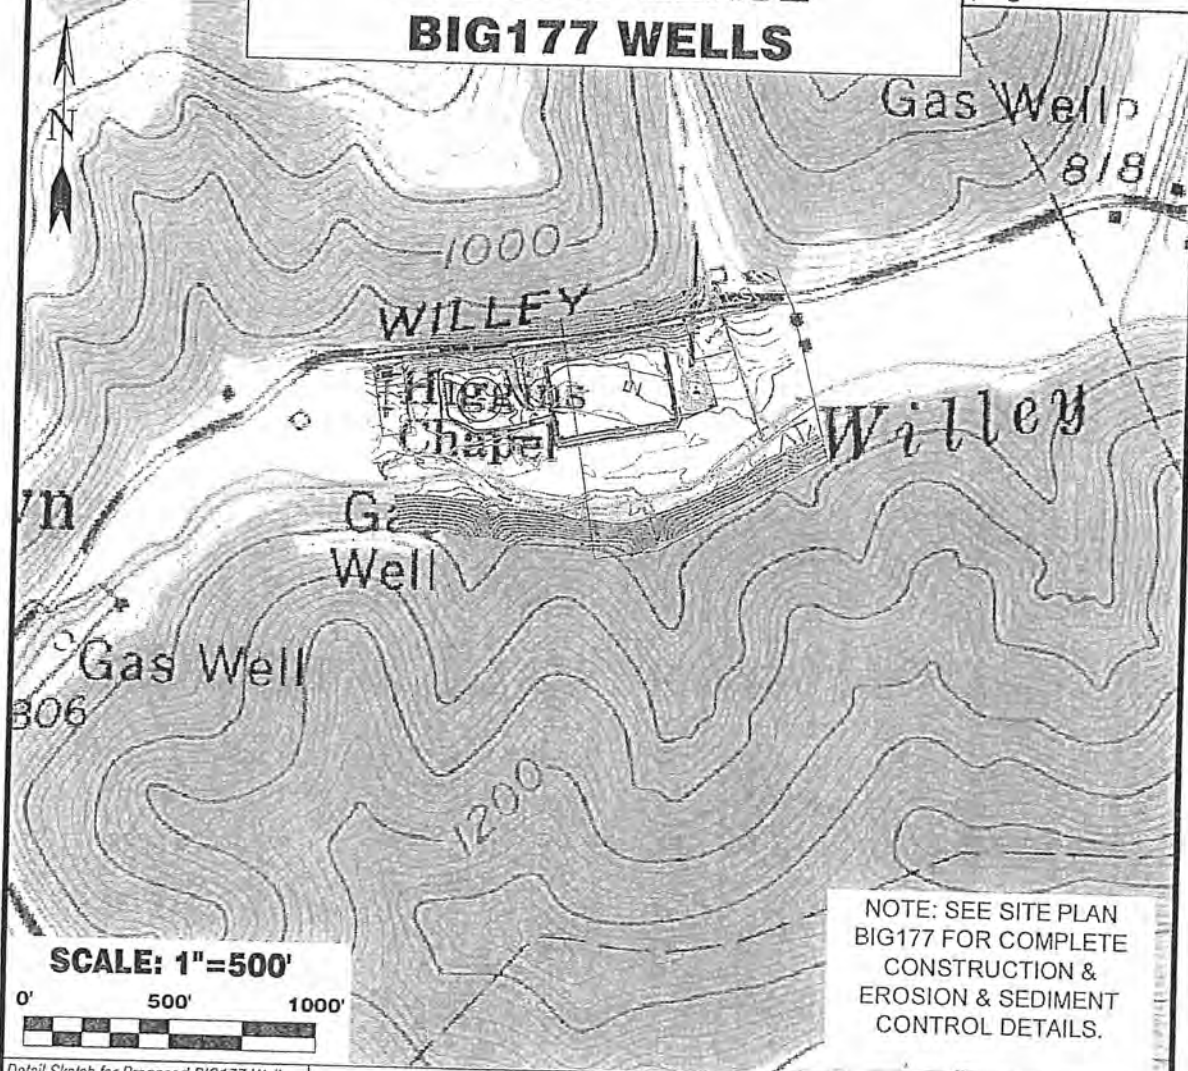 BIG177 WELLS
N
Gas Well
818
1000
WILLEY
Higgins
Chapel
Willey
Well
Gas Well
1200
SCALE: 1"=500'
0' 500' 1000'
NOTE: SEE SITE PLAN
BIG177 FOR COMPLETE
CONSTRUCTION &
EROSION & SEDIMENT
CONTROL DETAILS.